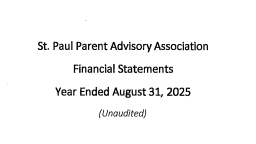 St. Paul Parent Advisory Association
Financial Statements
Year Ended August 31, 2025
(Unaudited)